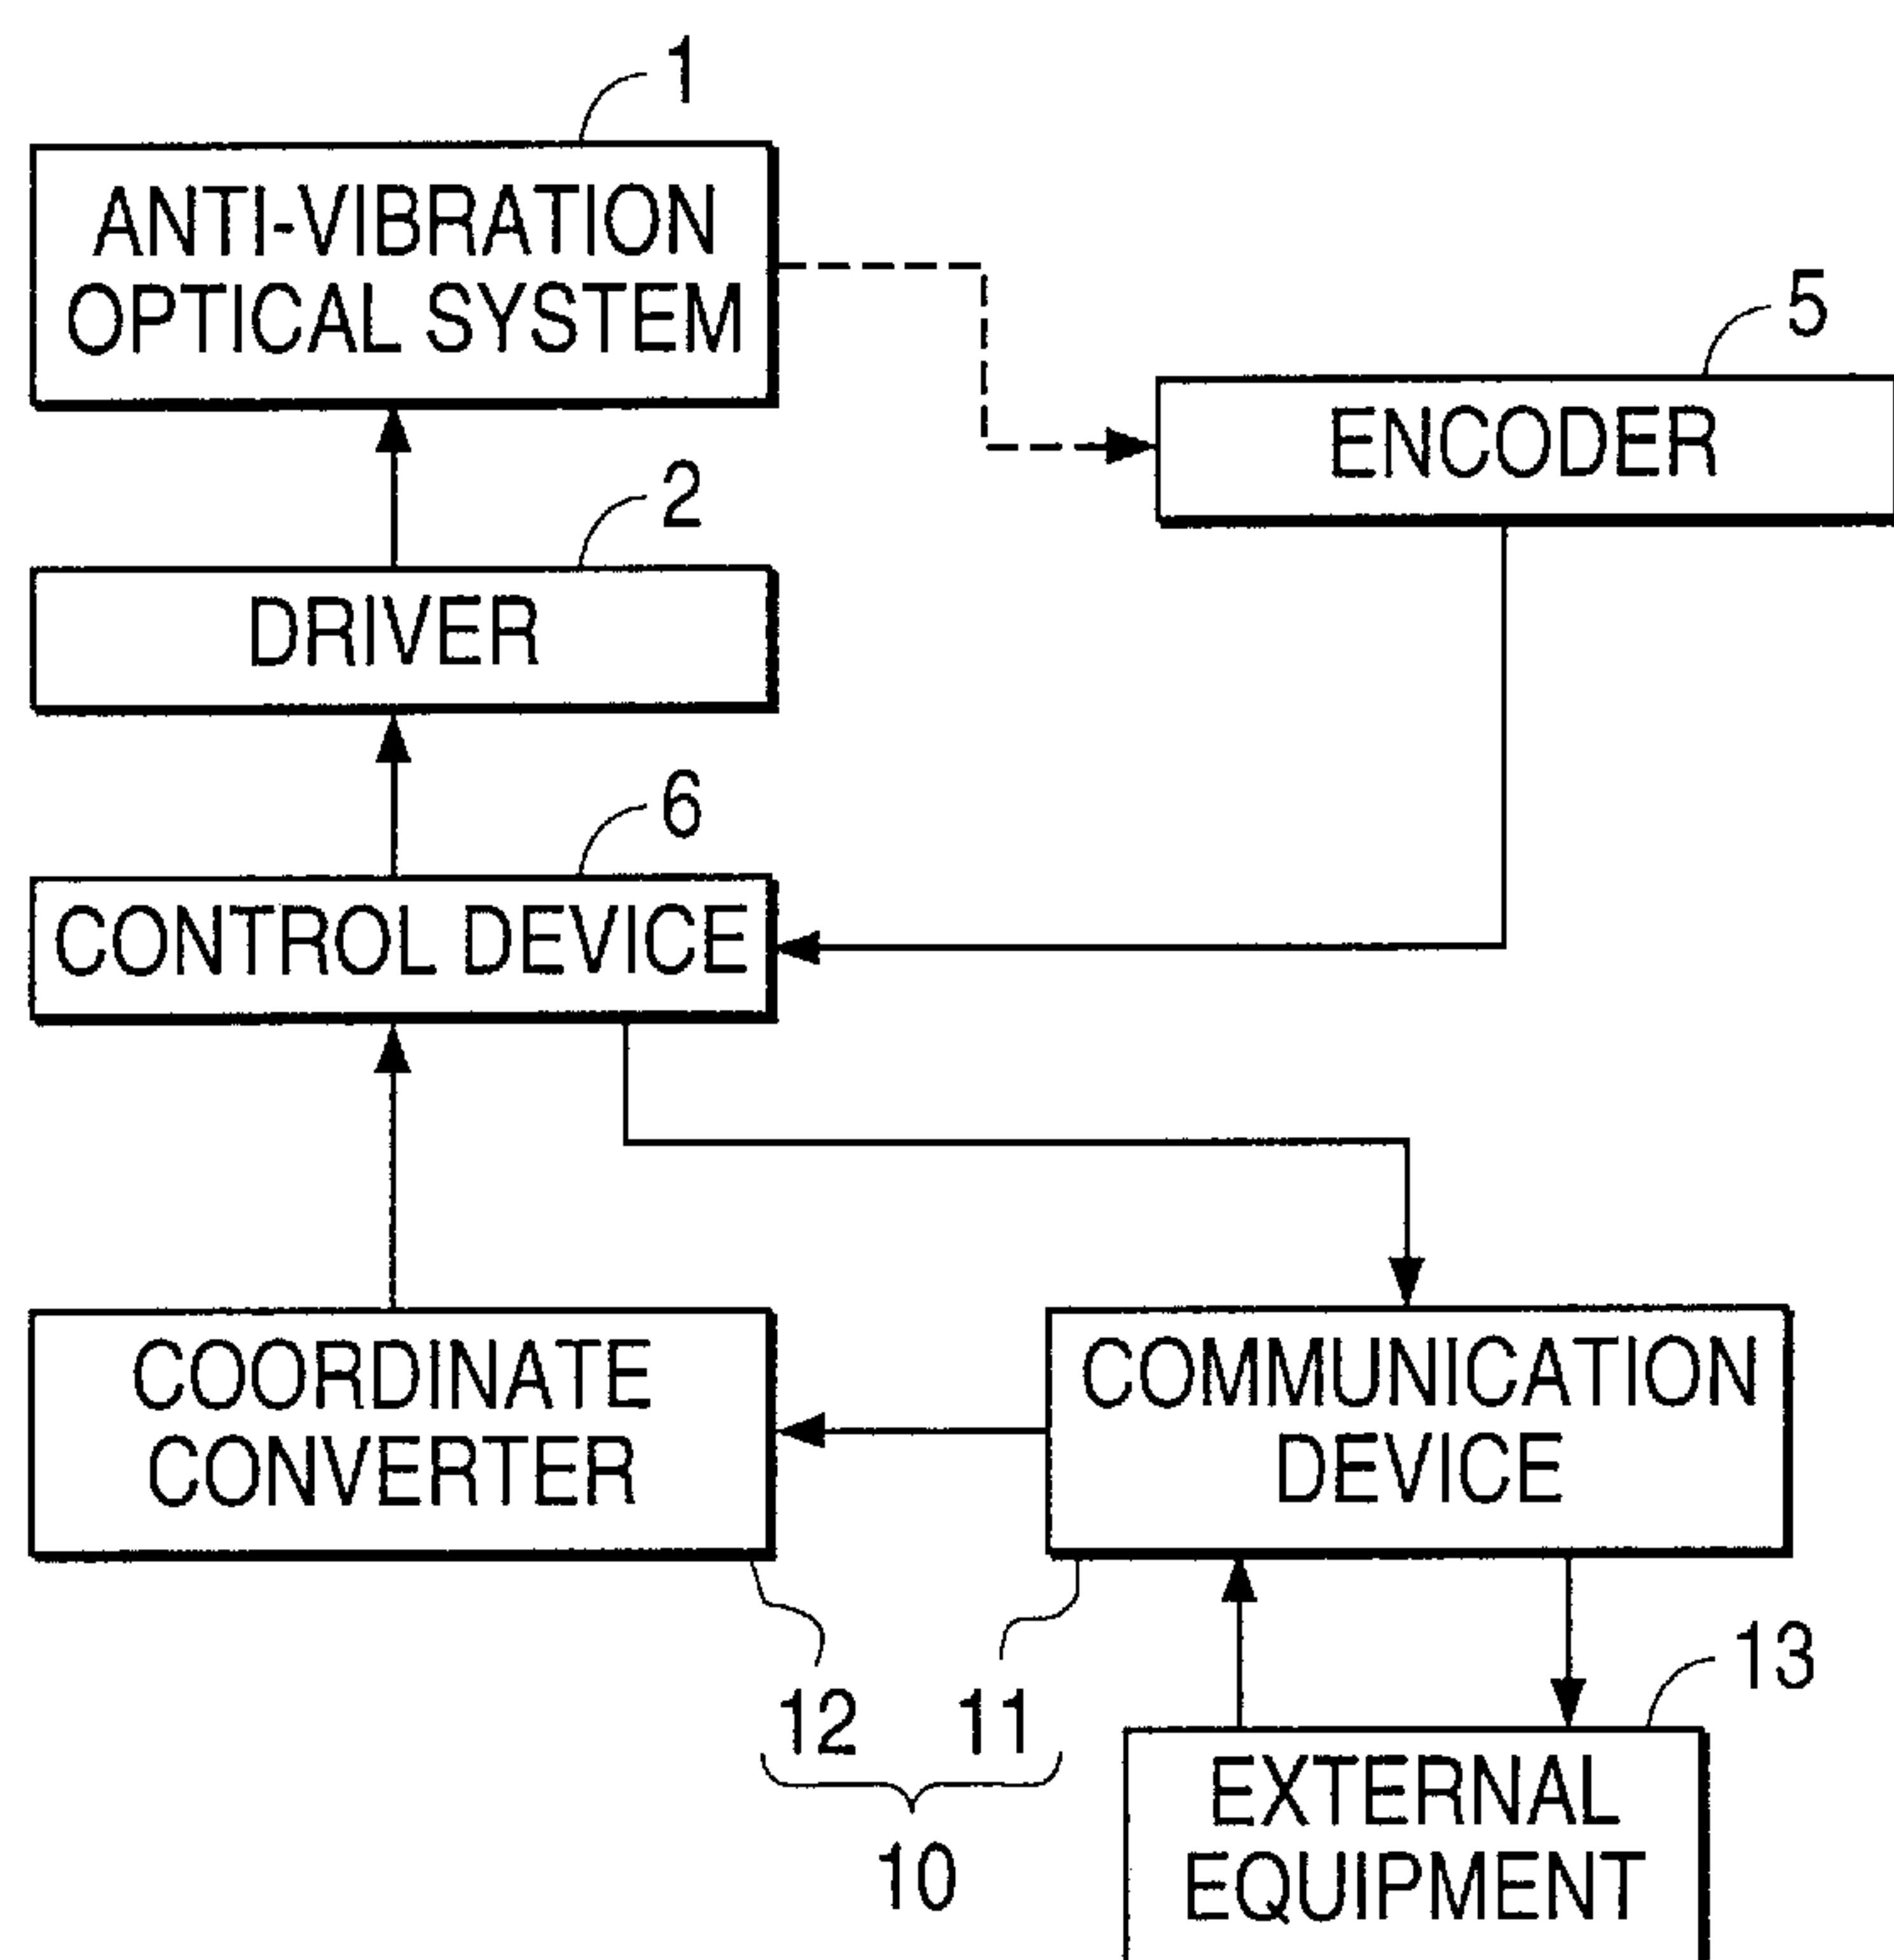 1
ANTI-VIBRATION
OPTICAL SYSTEM
5
ENCODER
2
DRIVER
6
CONTROL DEVICE
COORDINATE
CONVERTER
COMMUNICATION
DEVICE
12
11
10
13
EXTERNAL
EQUIPMENT